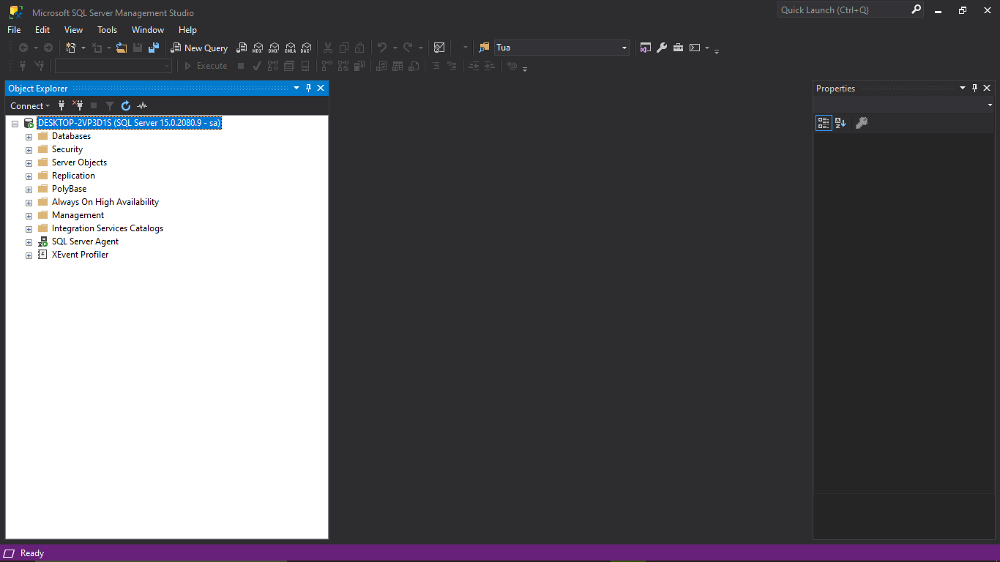 Microsoft SQL Server Management Studio
Quick Launch (Ctrl+Q)
File Edit View Tools Window Help
New Query MDX DMX XMLA DAX Tua
Execute
Object Explorer
Connect
DESKTOP-2VP3D1S (SQL Server 15.0.2080.9 - sa)
Databases
Security
Server Objects
Replication
PolyBase
Always On High Availability
Management
Integration Services Catalogs
SQL Server Agent
XEvent Profiler
Properties
A
Z
Ready